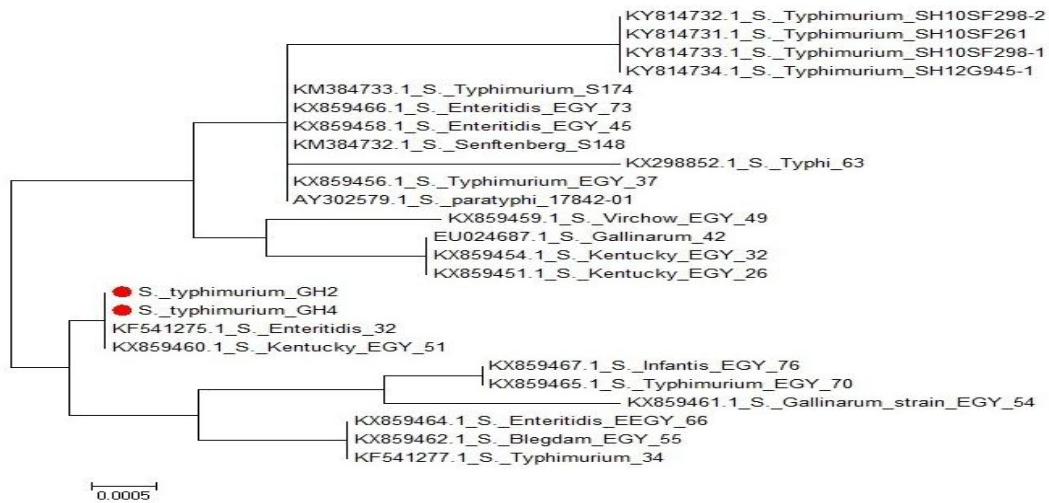 KY814732.1_S._Typhimurium_SH10SF298-2
KY814731.1_S._Typhimurium_SH10SF261
KY814733.1_S._Typhimurium_SH10SF298-1
KY814734.1_S._Typhimurium_SH12G945-1
KM384733.1_S._Typhimurium_S174
KX859466.1_S._Enteritidis_EGY_73
KX859458.1_S._Enteritidis_EGY_45
KM384732.1_S._Senftenberg_S148
KX298852.1_S._Typhi_63
KX859456.1_S._Typhimurium_EGY_37
AY302579.1_S._paratyphi_17842-01
KX859459.1_S._Virchow_EGY_49
EU024687.1_S._Gallinarum_42
KX859454.1_S._Kentucky_EGY_32
KX859451.1_S._Kentucky_EGY_26
S._typhimurium_GH2
S._typhimurium_GH4
KF541275.1_S._Enteritidis_32
KX859460.1_S._Kentucky_EGY_51
KX859467.1_S._Infantis_EGY_76
KX859465.1_S._Typhimurium_EGY_70
KX859461.1_S._Gallinarum_strain_EGY_54
KX859464.1_S._Enteritidis_EEGY_66
KX859462.1_S._Blegdam_EGY_55
KF541277.1_S._Typhimurium_34
0.0005